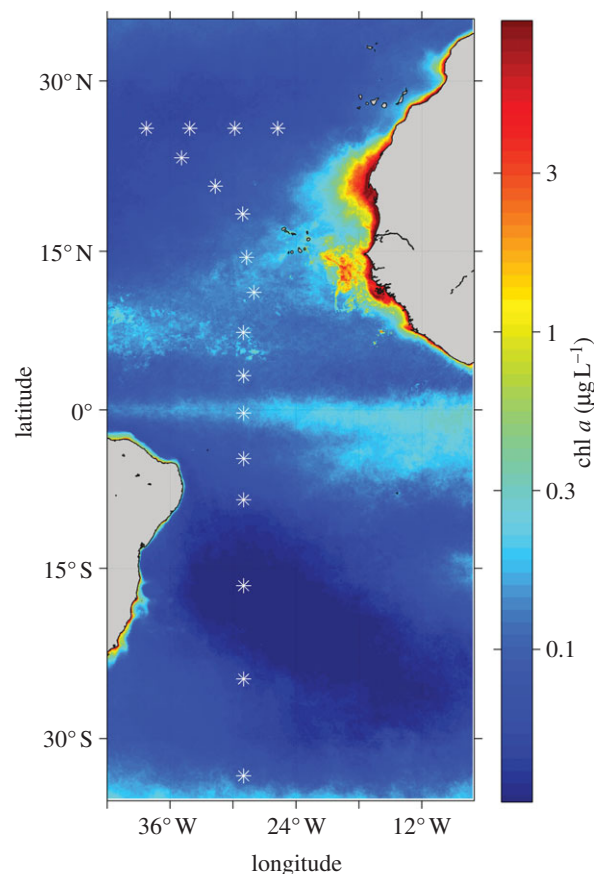 30° N
15° N
0°
15° S
30° S
latitude
36° W
24° W
12° W
longitude
3
1
0.3
0.1
chl a (µg L−1)